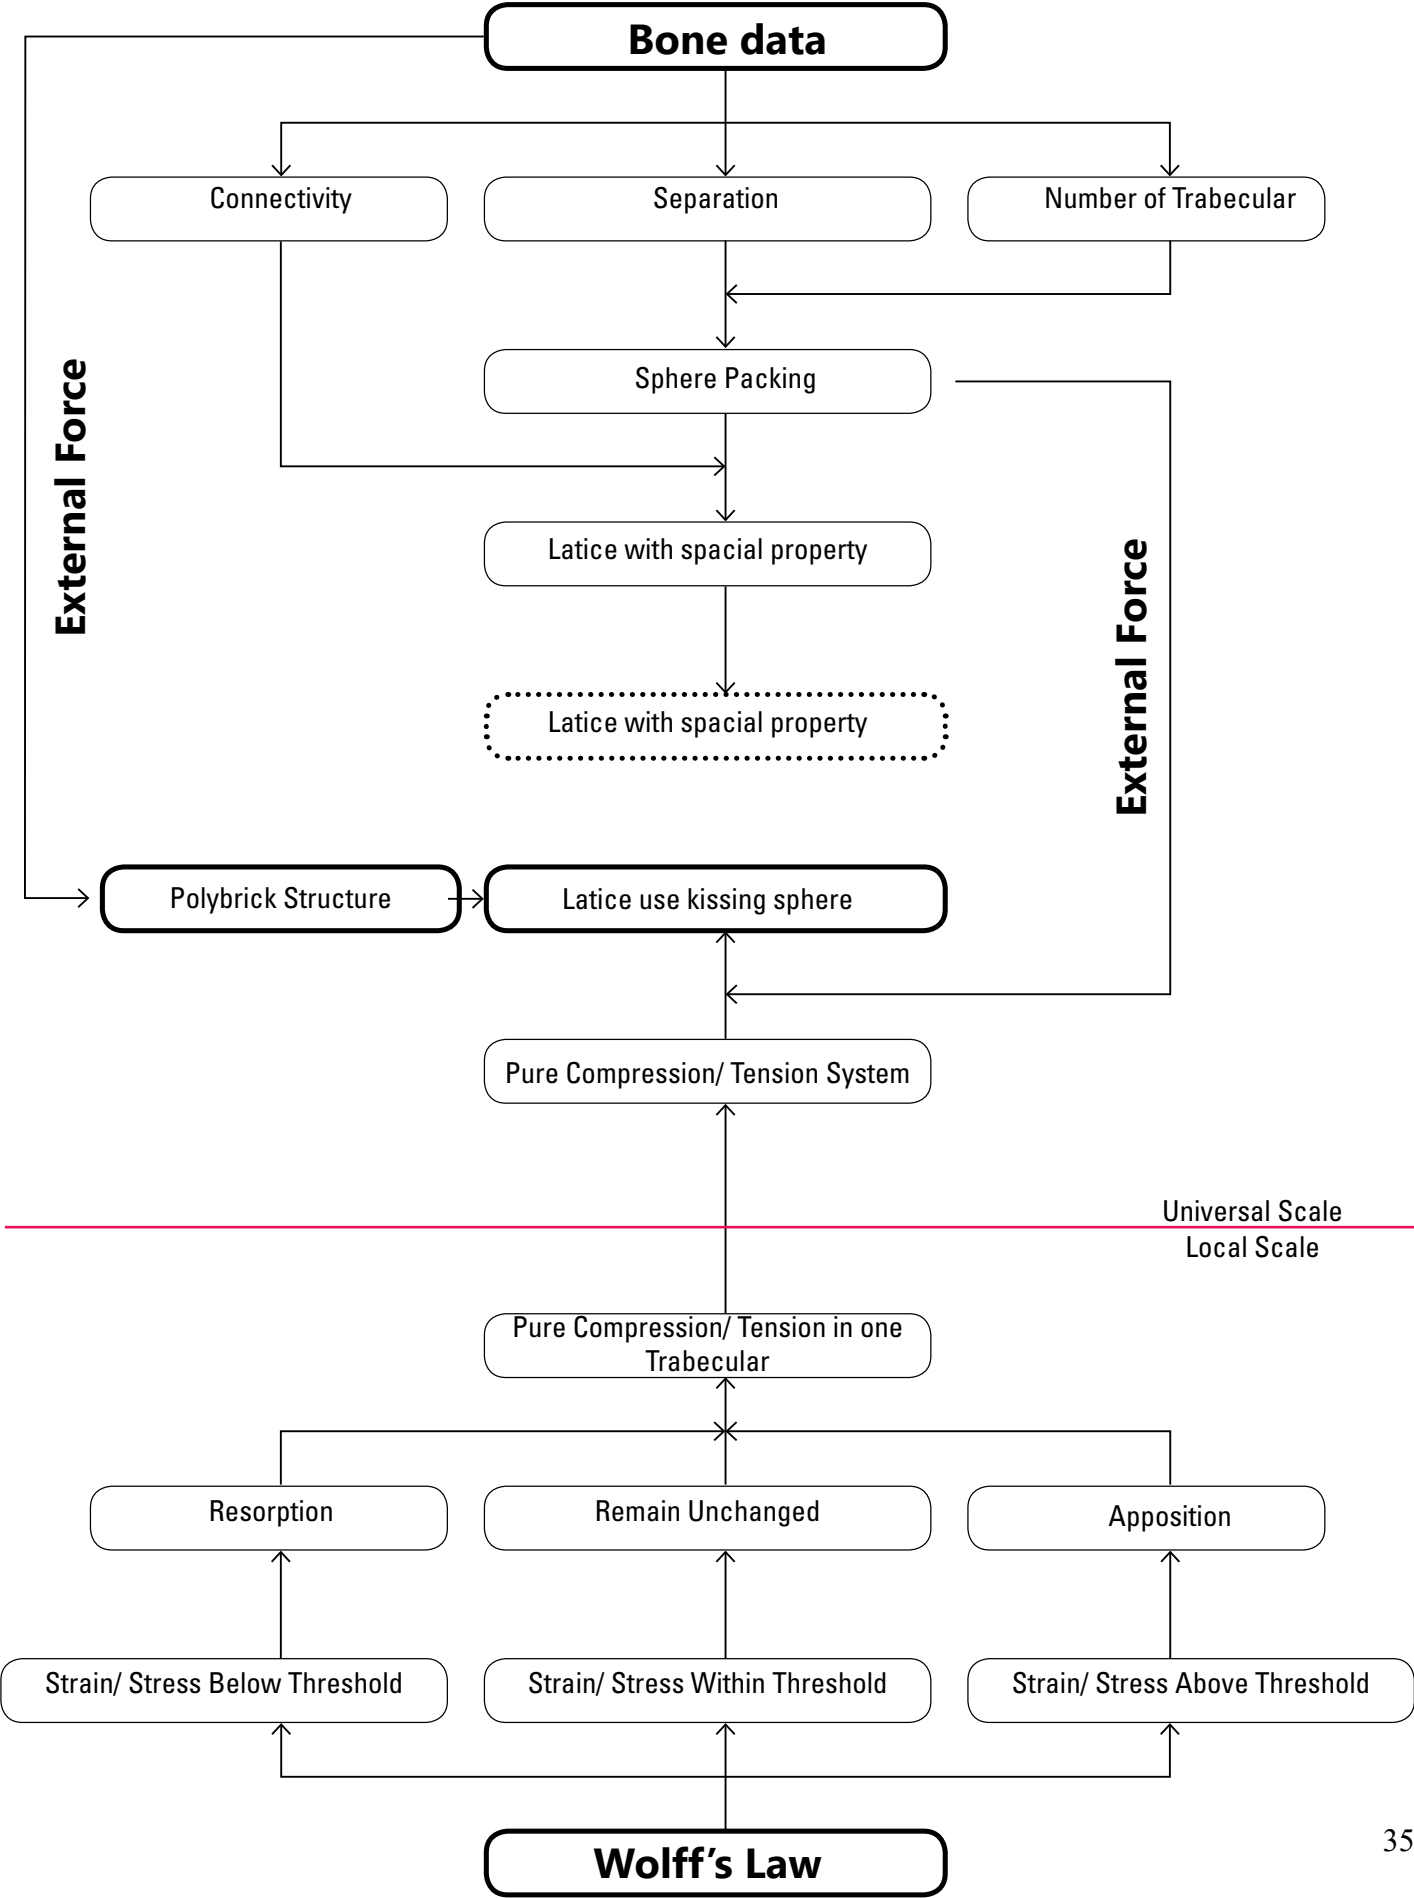 Bone data
Connectivity
Separation
Number of Trabecular
Sphere Packing
External Force
Latice with spacial property
External Force
Latice with spacial property
Polybrick Structure
Latice use kissing sphere
Pure Compression/ Tension System
Universal Scale
Local Scale
Pure Compression/ Tension in one
Trabecular
Resorption
Remain Unchanged
Apposition
Strain/ Stress Below Threshold
Strain/ Stress Within Threshold
Strain/ Stress Above Threshold
Wolff's Law
35